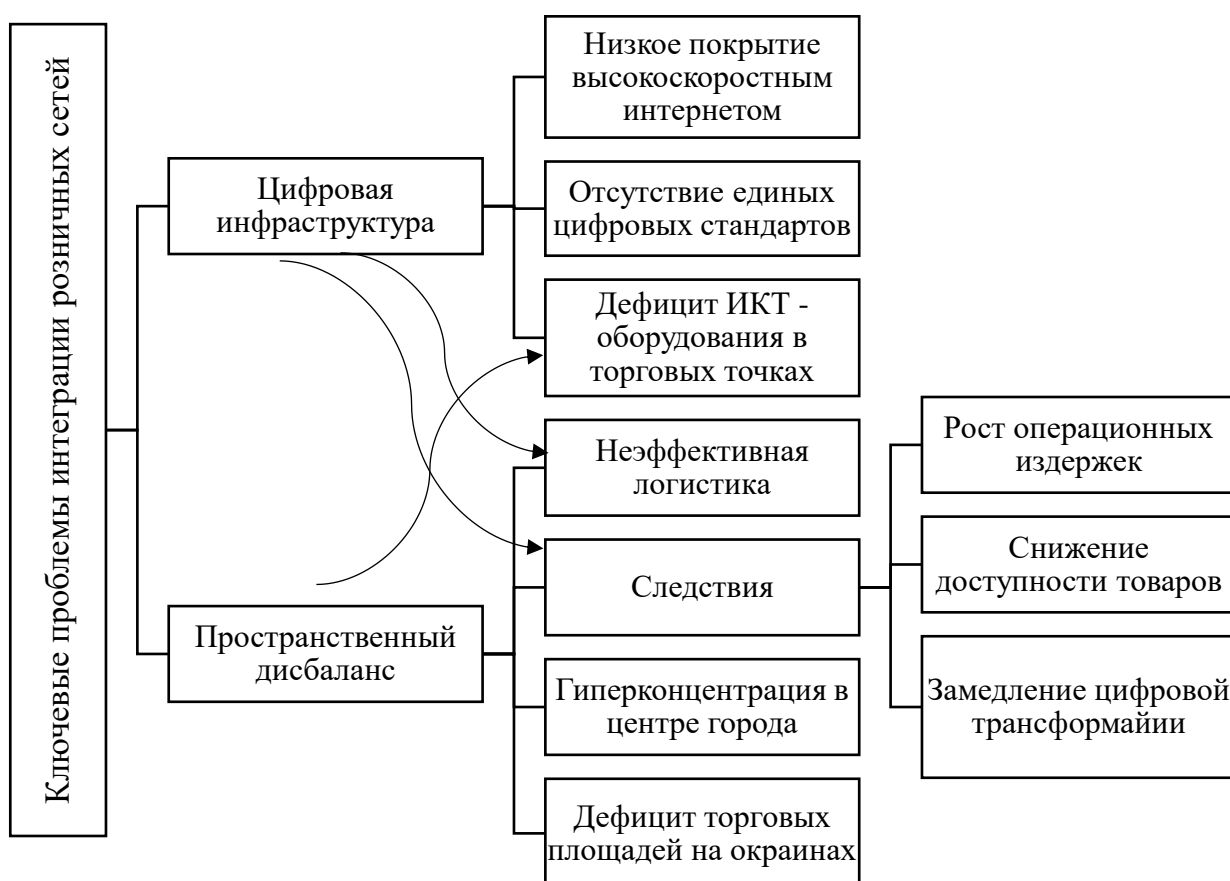 Ключевые проблемы интеграции розничных сетей
Цифровая
инфраструктура
Пространственный
дисбаланс
Низкое покрытие
высокоскоростным
интернетом
Отсутствие единых
цифровых стандартов
Дефицит ИКТ -
оборудования в
торговых точках
Неэффективная
логистика
Следствия
Гиперконцентрация в
центре города
Дефицит торговых
площадей на окраинах
Рост операционных
издержек
Снижение
доступности товаров
Замедление цифровой
трансформайии